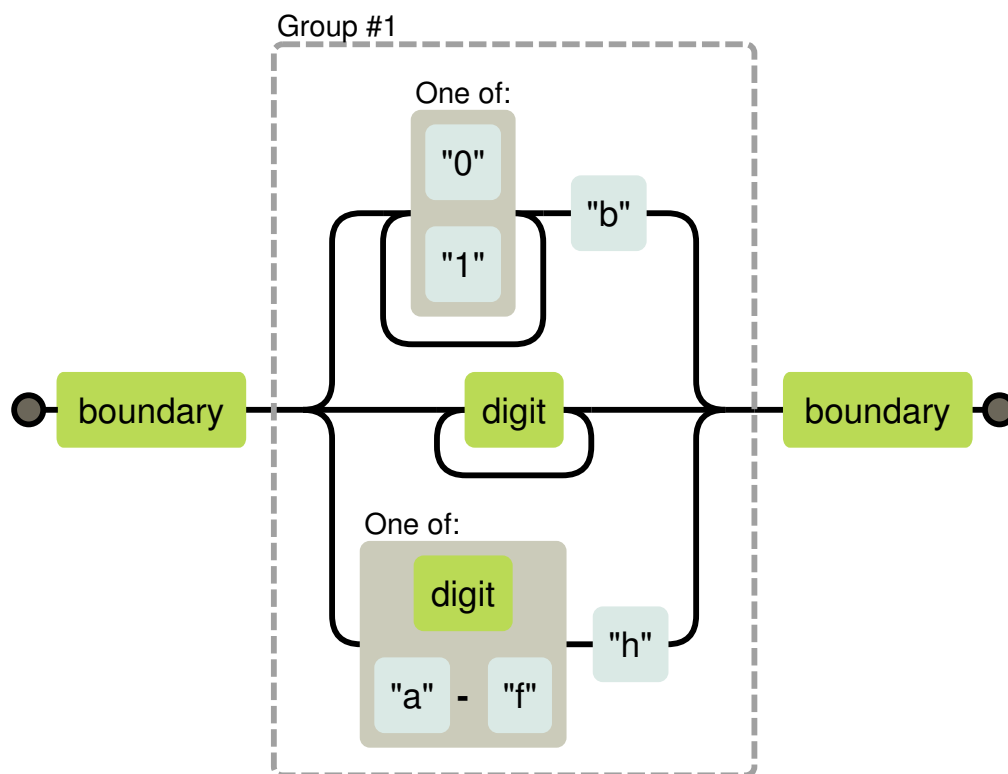 Group #1
One of:
"0"
"b"
"1"
boundary
digit
boundary
One of:
digit
"h"
"a" - "f"